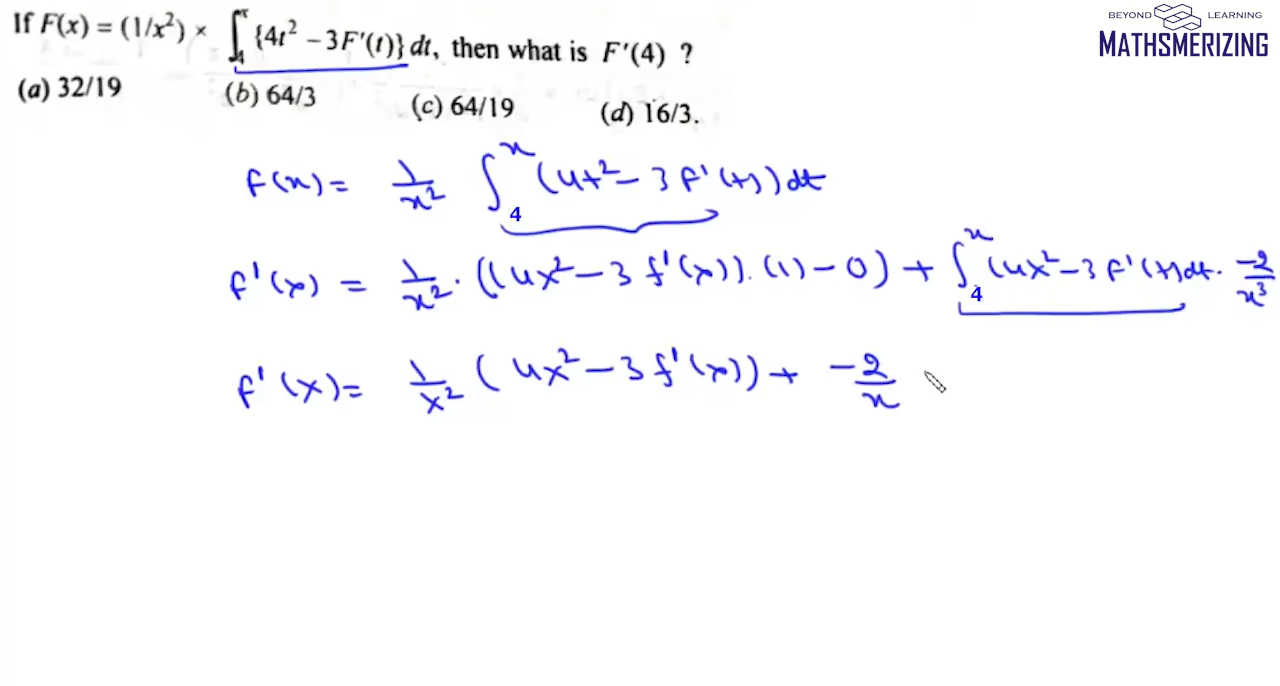 BEYOND LEARNING
MATHSMERIZING
If F(x) = (1/x²) × ∫₄ˣ {4t² − 3F′(t)} dt, then what is F′(4) ?
(a) 32/19 (b) 64/3 (c) 64/19 (d) 16/3.
f(x) = 1/x² ∫₄ˣ (4t² − 3f'(t)) dt
f'(x) = 1/x² · ((4x² − 3f'(x)).(1) − 0) + ∫₄ˣ (4x² − 3f'(t) dt · −2/x³
f'(x) = 1/x² (4x² − 3f'(x)) + −2/x